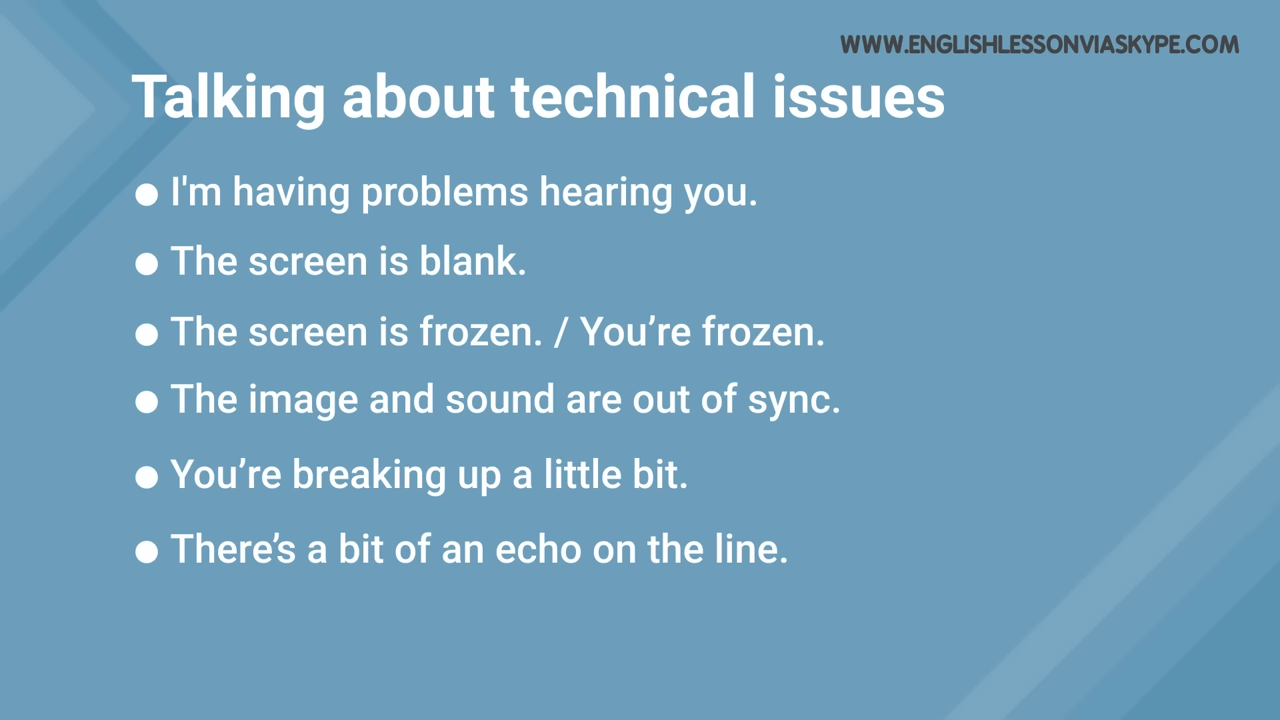 WWW.ENGLISHLESSONVIASKYPE.COM
Talking about technical issues
● I'm having problems hearing you.
● The screen is blank.
● The screen is frozen. / You’re frozen.
● The image and sound are out of sync.
● You’re breaking up a little bit.
● There’s a bit of an echo on the line.